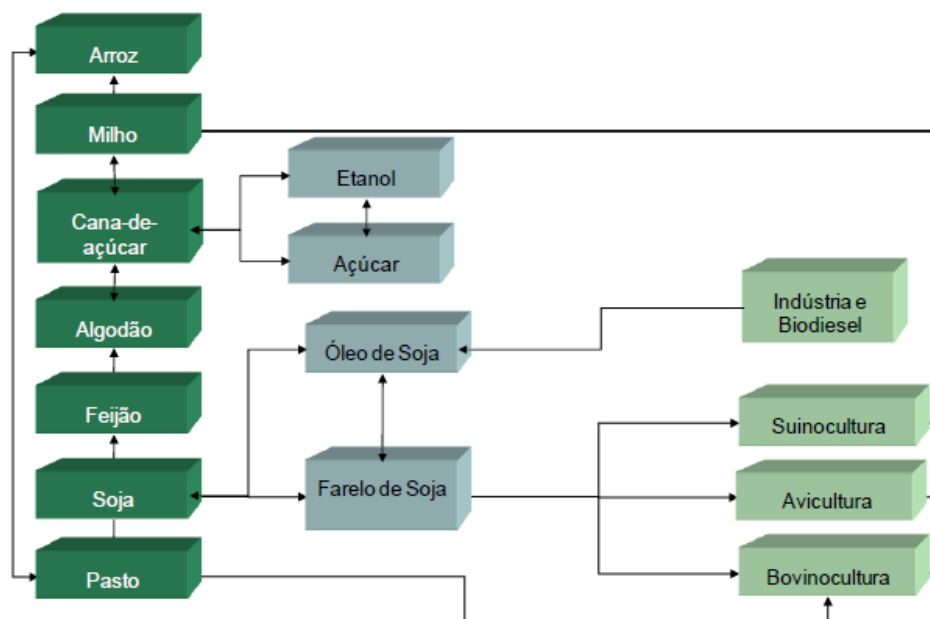 Arroz
Milho
Cana-de-
açúcar
Algodão
Feijão
Soja
Pasto
Etanol
Açúcar
Óleo de Soja
Farelo de Soja
Indústria e
Biodiesel
Suinocultura
Avicultura
Bovinocultura